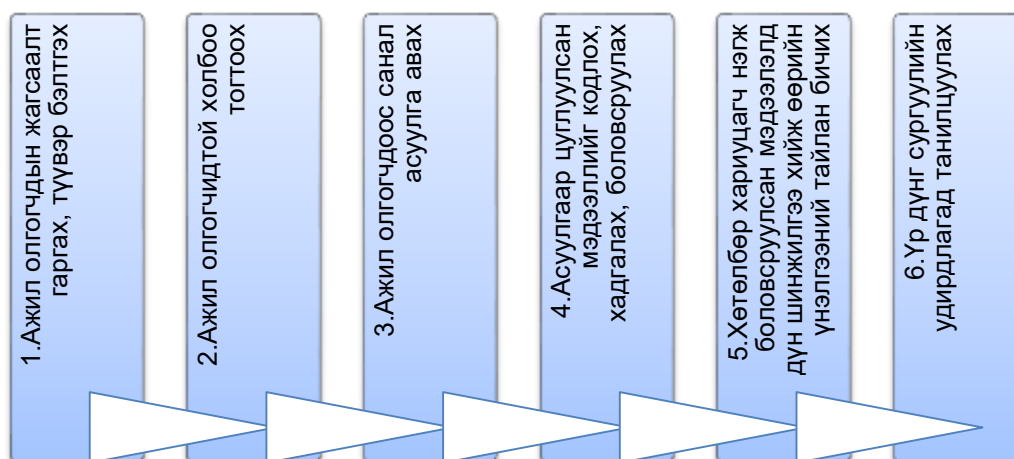 1.Ажил олгогчдын жагсаалт
гаргах, түүвэр бэлтгэх
2.Ажил олгогчидтой холбоо
тогтоох
3.Ажил олгогчдоос санал
асуулга авах
4.Асуулгаар цуглуулсан
мэдээллийг кодлох,
хадгалах, боловсруулах
5.Хөтөлбөр хариуцагч нэгж
боловсруулсан мэдээлэлд
дүн шинжилгээ хийж өөрийн
үнэлгээний тайлан бичих
6.Үр дүнг сургуулийн
удирдлагад танилцуулах